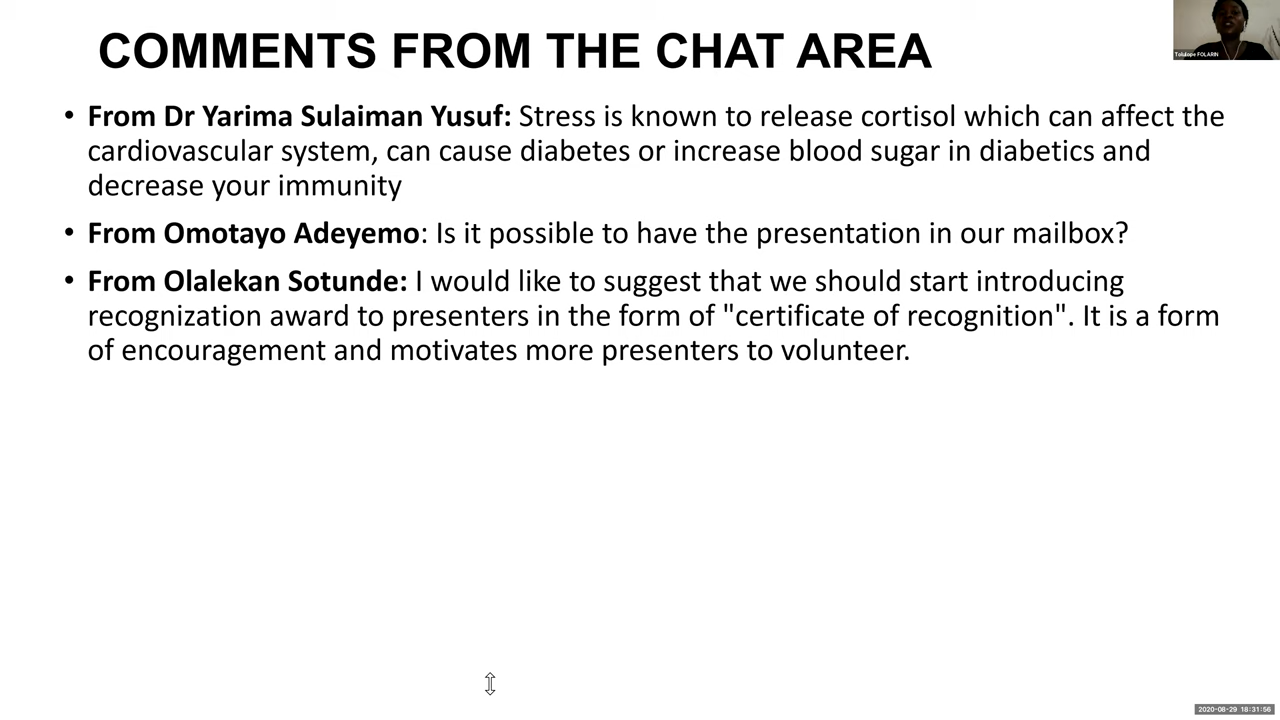 COMMENTS FROM THE CHAT AREA
Tolulope FOLARIN
• From Dr Yarima Sulaiman Yusuf: Stress is known to release cortisol which can affect the
cardiovascular system, can cause diabetes or increase blood sugar in diabetics and
decrease your immunity
• From Omotayo Adeyemo: Is it possible to have the presentation in our mailbox?
• From Olalekan Sotunde: I would like to suggest that we should start introducing
recognization award to presenters in the form of "certificate of recognition". It is a form
of encouragement and motivates more presenters to volunteer.
2020-08-29 18:31:56